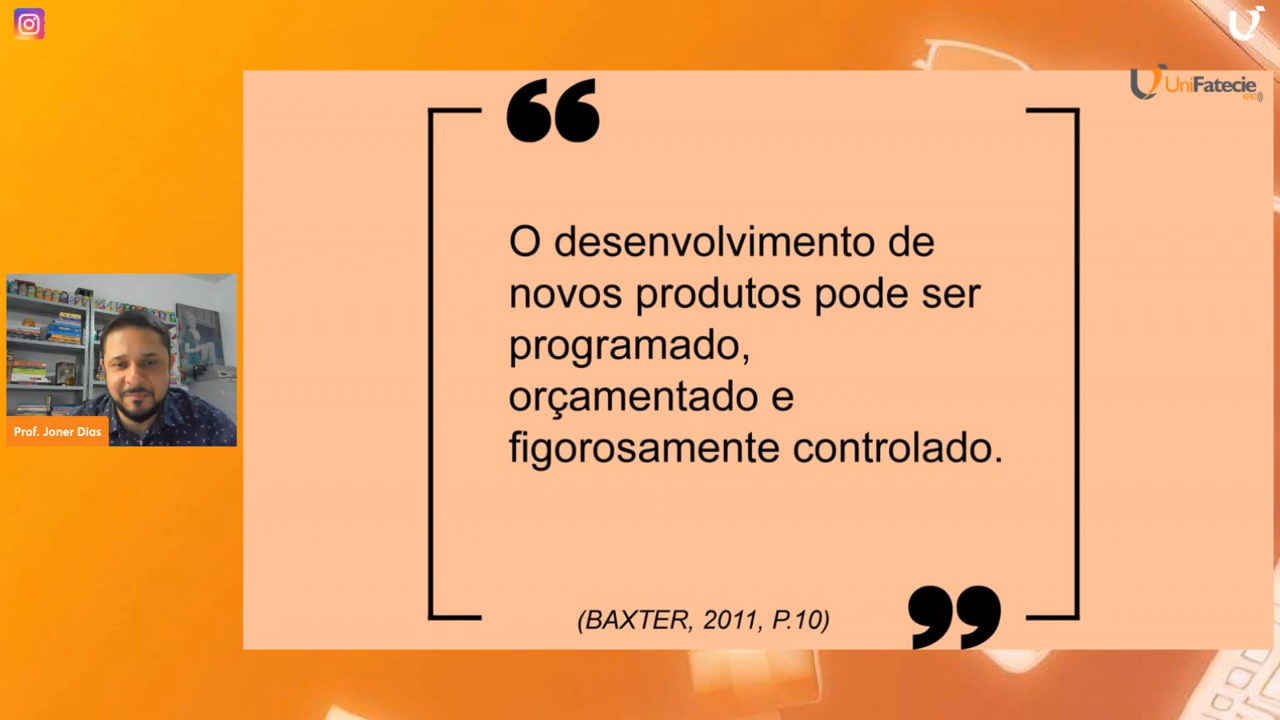 UniFatecie
O desenvolvimento de
novos produtos pode ser
programado,
orçamentado e
figorosamente controlado.
Prof. Joner Dias
(BAXTER, 2011, P.10)